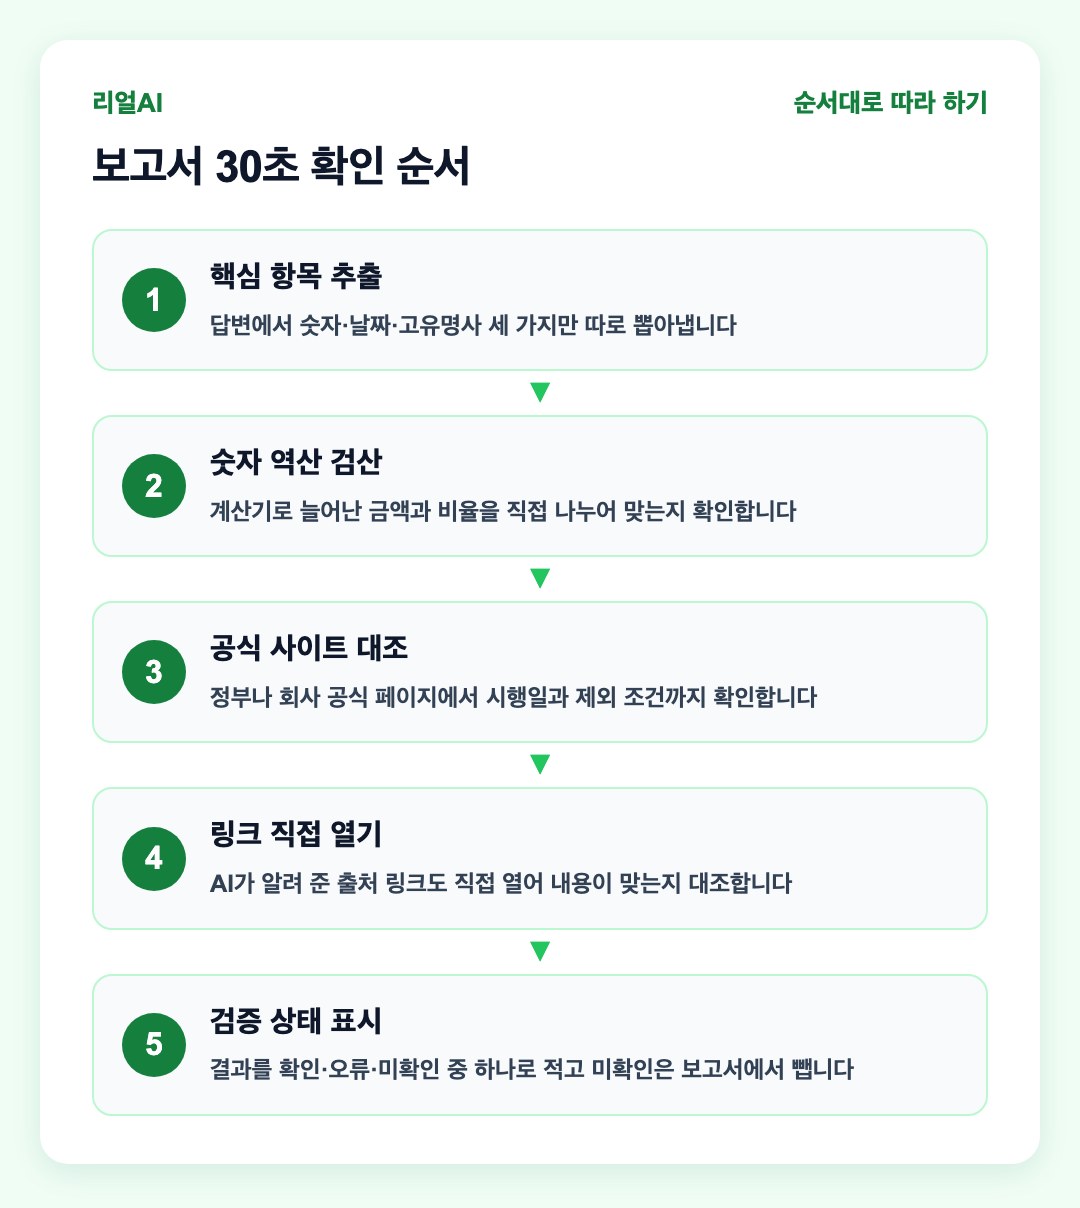 리얼AI
순서대로 따라 하기
보고서 30초 확인 순서
1
핵심 항목 추출
답변에서 숫자·날짜·고유명사 세 가지만 따로 뽑아냅니다
▼
2
숫자 역산 검산
계산기로 늘어난 금액과 비율을 직접 나누어 맞는지 확인합니다
▼
3
공식 사이트 대조
정부나 회사 공식 페이지에서 시행일과 제외 조건까지 확인합니다
▼
4
링크 직접 열기
AI가 알려 준 출처 링크도 직접 열어 내용이 맞는지 대조합니다
▼
5
검증 상태 표시
결과를 확인·오류·미확인 중 하나로 적고 미확인은 보고서에서 뺍니다